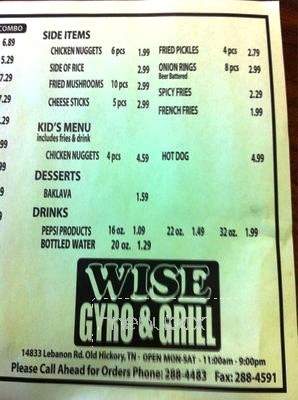 COMBO
6.89
5.29
7.29
7.29
SIDE ITEMS
CHICKEN NUGGETS 6 pcs 1.99 FRIED PICKLES 4 pcs 2.79
SIDE OF RICE 2.99 ONION RINGS 8 pcs 2.99
Beer Battered
FRIED MUSHROOMS 10 pcs 2.99 SPICY FRIES 2.29
CHEESE STICKS 5 pcs 2.99 FRENCH FRIES 1.99
KID'S MENU
includes fries & drink
CHICKEN NUGGETS 4 pcs 4.59 HOT DOG 4.99
DESSERTS
BAKLAVA 1.59
DRINKS
PEPSI PRODUCTS 16 oz. 1.09 22 oz. 1.49 32 oz. 1.99
BOTTLED WATER 20 oz. 1.29
WISE
GYRO & GRILL
14833 Lebanon Rd. Old Hickory, TN - OPEN MON-SAT - 11:00am - 9:00pm
Please Call Ahead for Orders Phone: 288-4483 Fax: 288-4591